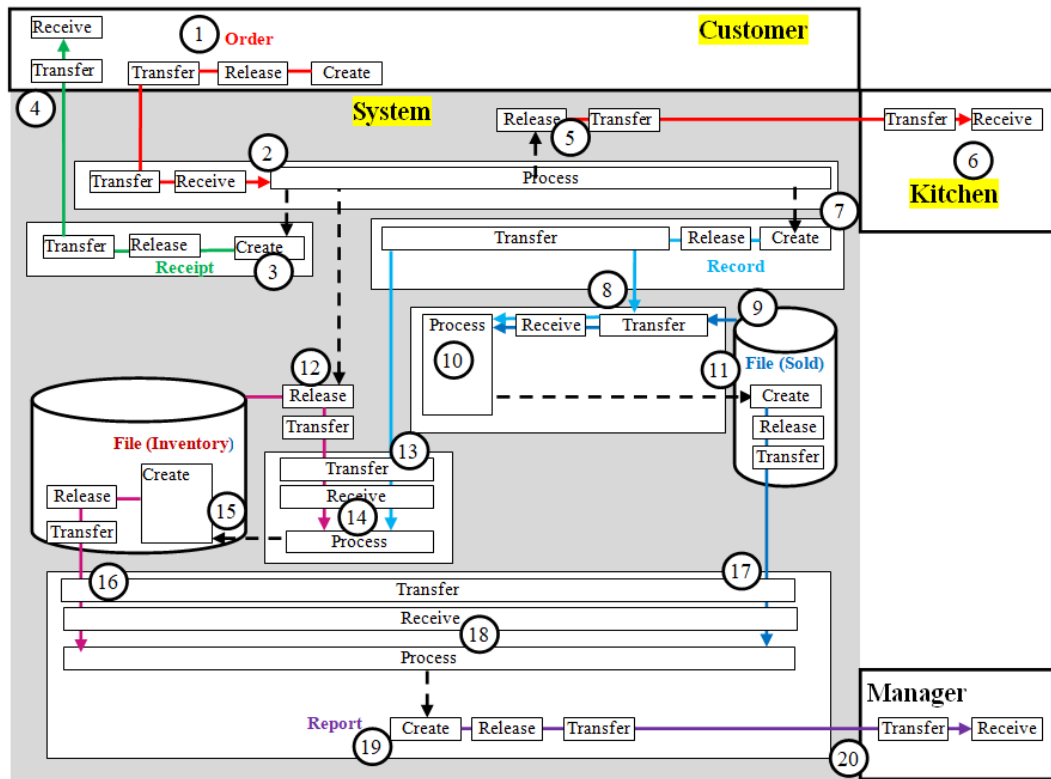 Receive
1
Order
Customer
Transfer
Transfer
Release
Create
4
System
Release
Transfer
5
Transfer
Receive
6
Kitchen
2
Process
Transfer
Receive
7
Transfer
Release
Create
3
Receipt
Transfer
Release
Create
Record
8
9
Process
Receive
Transfer
10
11
File (Sold)
Create
Release
Transfer
12
Release
Transfer
File (Inventory)
Create
Release
Transfer
15
13
Transfer
Receive
14
Process
16
17
Transfer
Receive
18
Process
Report
Create
Release
Transfer
19
20
Manager
Transfer
Receive